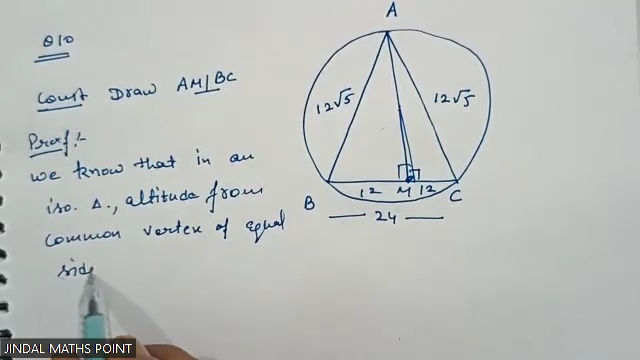 Q10
Const Draw AM⊥BC
Proof:-
we know that in an
iso. Δ., altitude from
common vertex of equal
side
A
12√5
12√5
12
M
12
B
C
24
JINDAL MATHS POINT